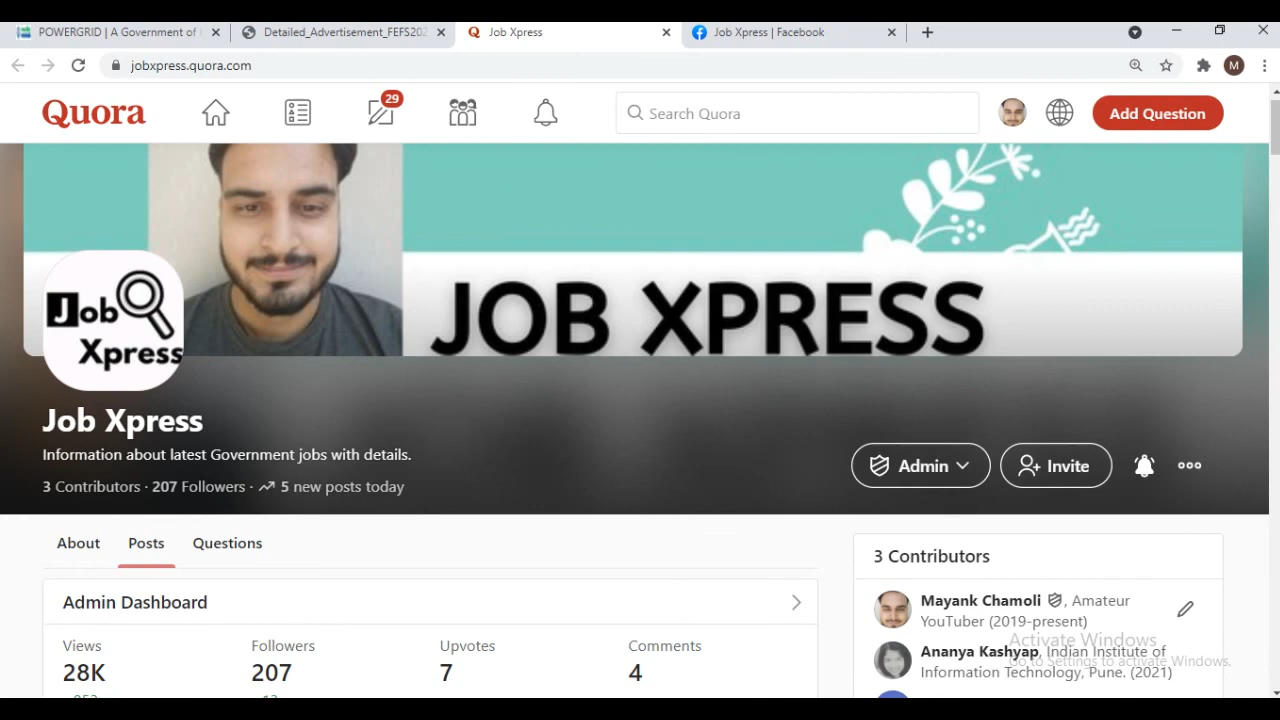 POWERGRID | A Government of
Detailed_Advertisement_FEFS202
Job Xpress
Job Xpress | Facebook
jobxpress.quora.com
M
Quora
29
Search Quora
Add Question
JOB XPRESS
Job
Xpress
Job Xpress
Information about latest Government jobs with details.
3 Contributors · 207 Followers · 5 new posts today
Admin
Invite
About Posts Questions
3 Contributors
Admin Dashboard
Mayank Chamoli , Amateur
YouTuber (2019-present)
Activate Windows
Ananya Kashyap, Indian Institute of
Go to Settings to activate Windows.
Information Technology, Pune. (2021)
Views Followers Upvotes Comments
28K 207 7 4